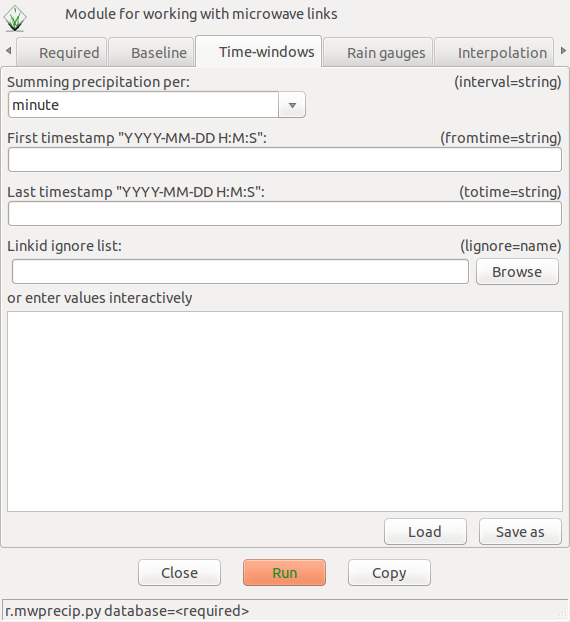 Module for working with microwave links
Required Baseline Time-windows Rain gauges Interpolation
Summing precipitation per: (interval=string)
minute
First timestamp "YYYY-MM-DD H:M:S": (fromtime=string)
Last timestamp "YYYY-MM-DD H:M:S": (totime=string)
Linkid ignore list: (lignore=name)
Browse
or enter values interactively
Load Save as
Close Run Copy
r.mwprecip.py database=<required>